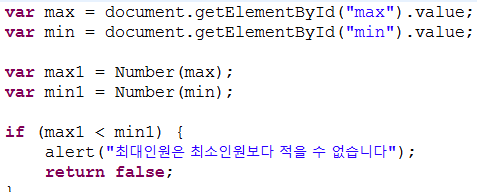 var max = document.getElementById("max").value;
var min = document.getElementById("min").value;
var max1 = Number(max);
var min1 = Number(min);
if (max1 < min1) {
alert("최대인원은 최소인원보다 적을 수 없습니다");
return false;
}